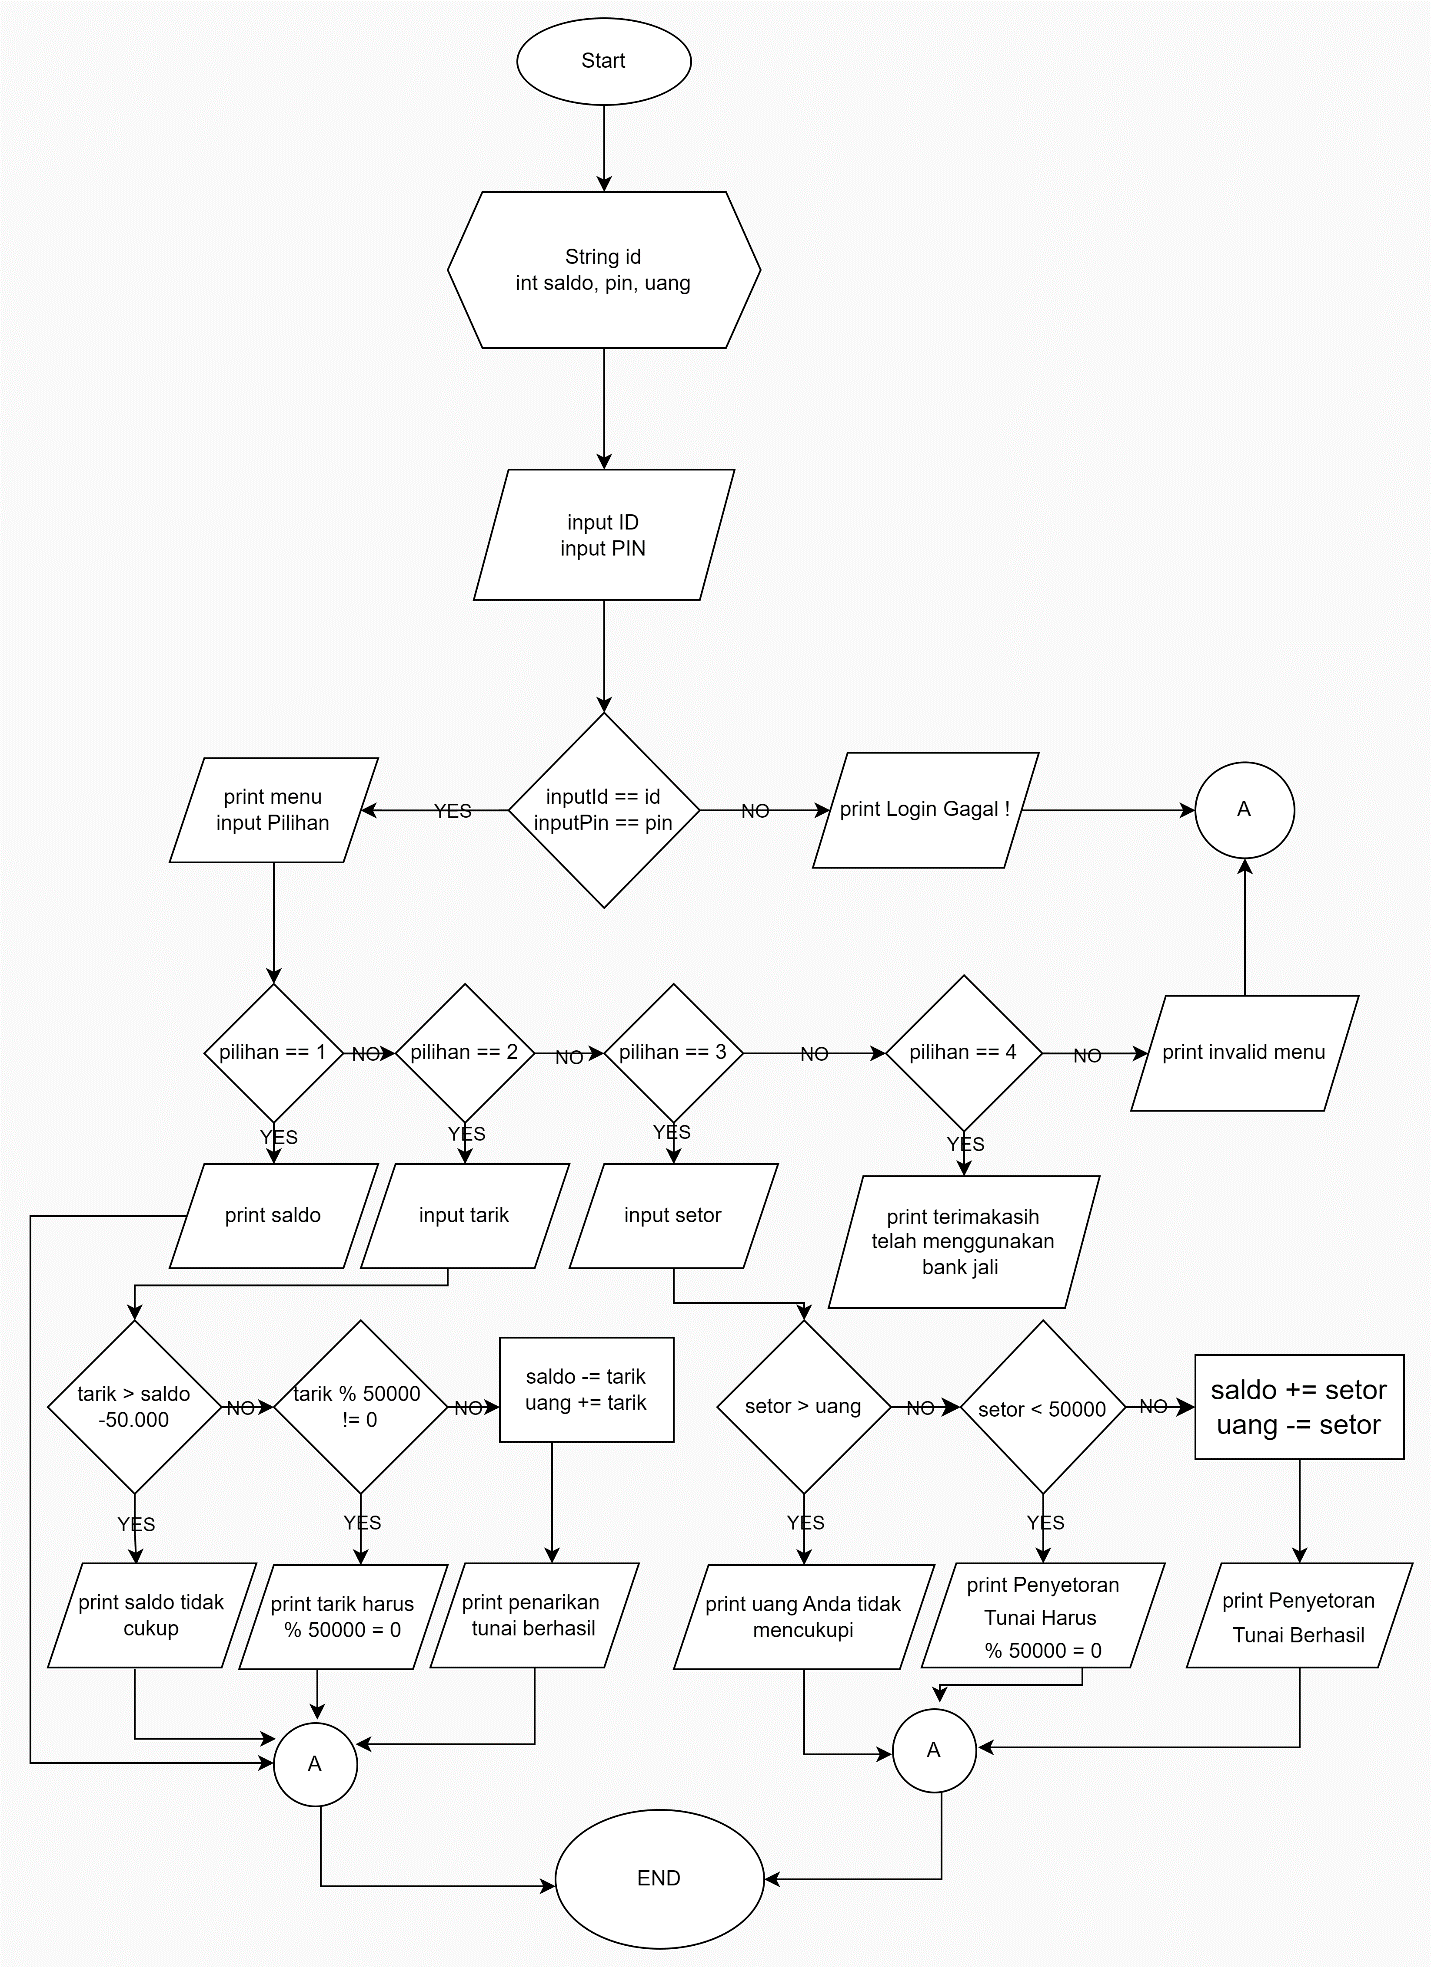 Start
String id
int saldo, pin, uang
input ID
input PIN
inputId == id
inputPin == pin
YES
NO
print menu
input Pilihan
print Login Gagal !
A
pilihan == 1
NO
pilihan == 2
NO
pilihan == 3
NO
pilihan == 4
NO
print invalid menu
YES
YES
YES
YES
print saldo
input tarik
input setor
print terimakasih
telah menggunakan
bank jali
tarik > saldo
-50.000
NO
tarik % 50000
!= 0
NO
saldo -= tarik
uang += tarik
setor > uang
NO
setor < 50000
NO
saldo += setor
uang -= setor
YES
YES
YES
YES
print saldo tidak
cukup
print tarik harus
% 50000 = 0
print penarikan
tunai berhasil
print uang Anda tidak
mencukupi
print Penyetoran
Tunai Harus
% 50000 = 0
print Penyetoran
Tunai Berhasil
A
A
END